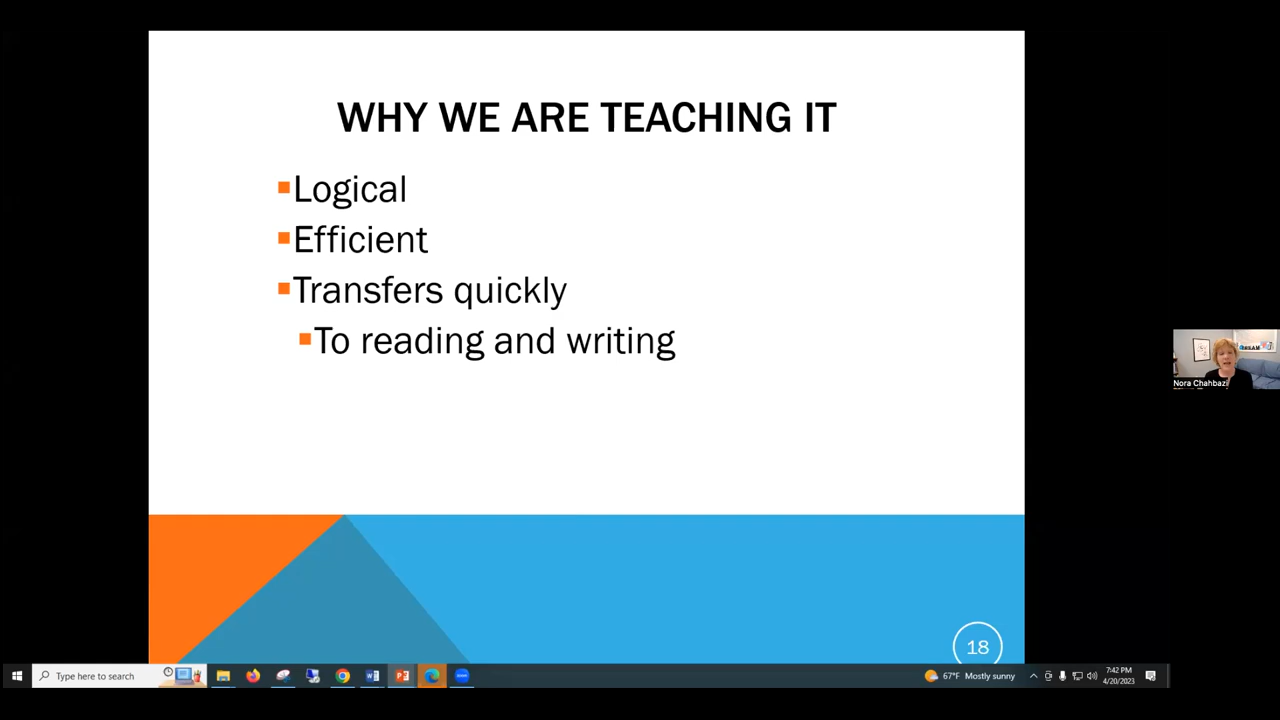 WHY WE ARE TEACHING IT
Logical
Efficient
Transfers quickly
To reading and writing
Nora Chahbazi
18
Type here to search
67°F Mostly sunny
7:42 PM
4/20/2023